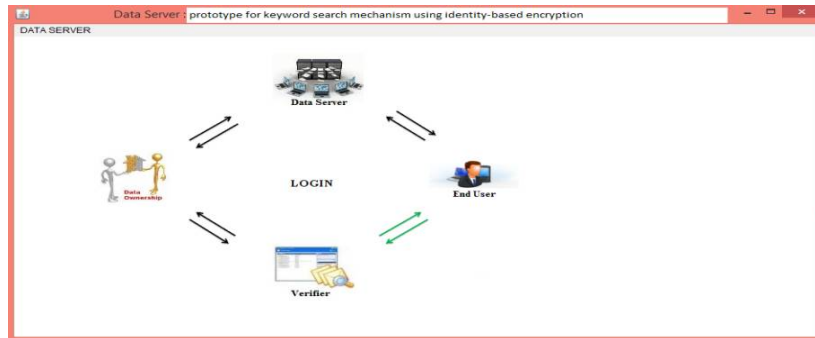 Data Server : prototype for keyword search mechanism using identity-based encryption
DATA SERVER
Data Server
Data
Ownership
LOGIN
End User
Verifier